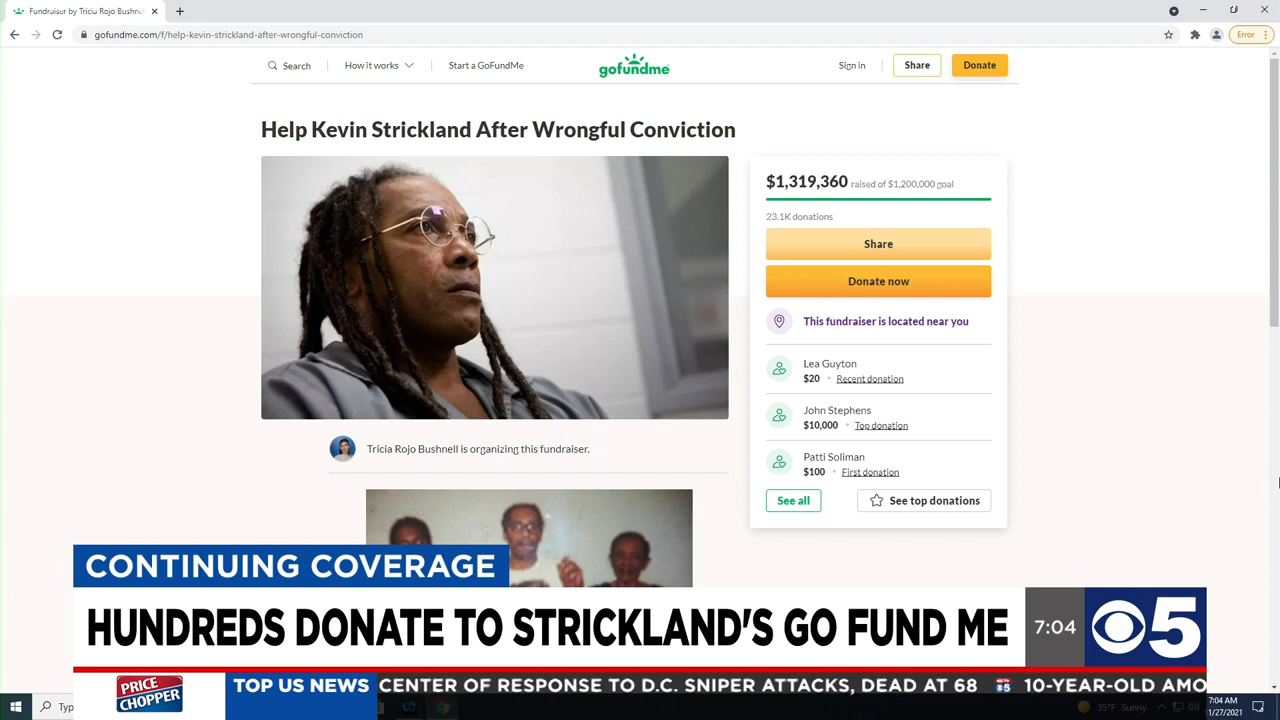 Fundraiser by Tricia Rojo Bushne
gofundme.com/f/help-kevin-strickland-after-wrongful-conviction
Error
Search
How it works
Start a GoFundMe
gofundme
Sign in
Share
Donate
Help Kevin Strickland After Wrongful Conviction
$1,319,360 raised of $1,200,000 goal
23.1K donations
Share
Donate now
This fundraiser is located near you
Lea Guyton
$20 • Recent donation
John Stephens
$10,000 • Top donation
Patti Soliman
$100 • First donation
See all
See top donations
Tricia Rojo Bushnell is organizing this fundraiser.
CONTINUING COVERAGE
HUNDREDS DONATE TO STRICKLAND'S GO FUND ME
7:04
5
PRICE CHOPPER
TOP US NEWS
CENTER OF RESPONSE TO D.C. SNIPER ATTACKS, DEAD AT 68
10-YEAR-OLD AMO
Typ
35°F Sunny
7:04 AM
1/27/2021